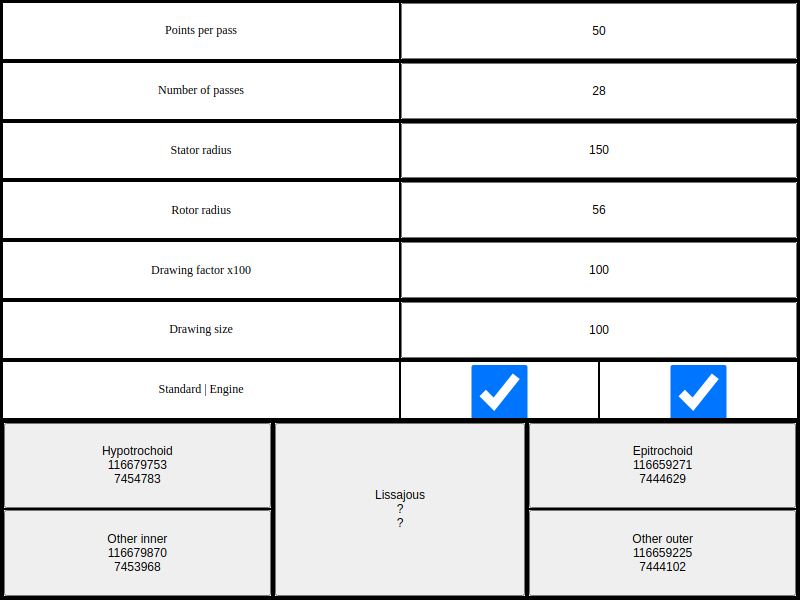 Points per pass
50
Number of passes
28
Stator radius
150
Rotor radius
56
Drawing factor x100
100
Drawing size
100
Standard | Engine
Hypotrochoid
116679753
7454783
Lissajous
?
?
Epitrochoid
116659271
7444629
Other inner
116679870
7453968
Other outer
116659225
7444102